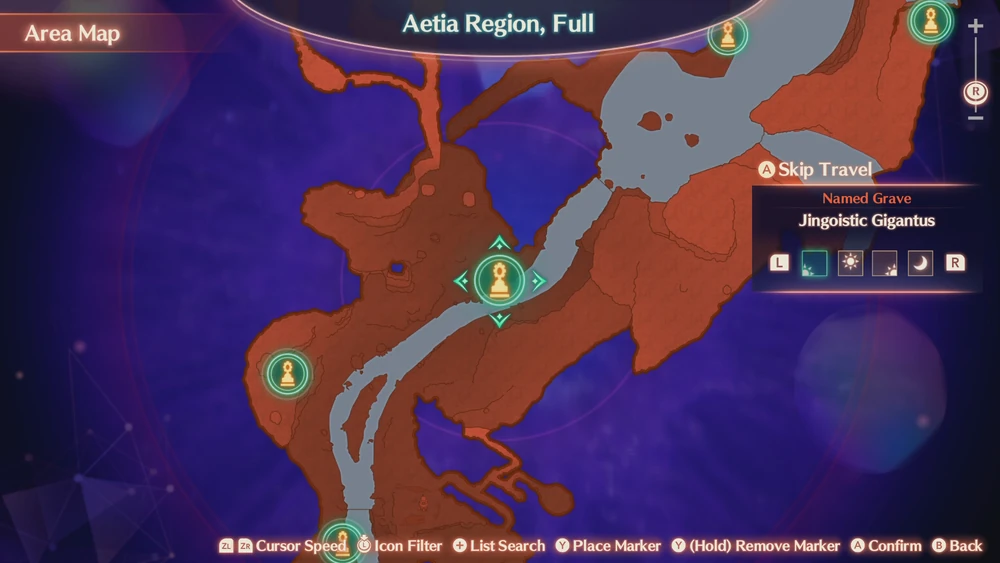 Area Map
Aetia Region, Full
R
A Skip Travel
Named Grave
Jingoistic Gigantus
L R
ZL ZR Cursor Speed L Icon Filter List Search Y Place Marker Y (Hold) Remove Marker A Confirm B Back